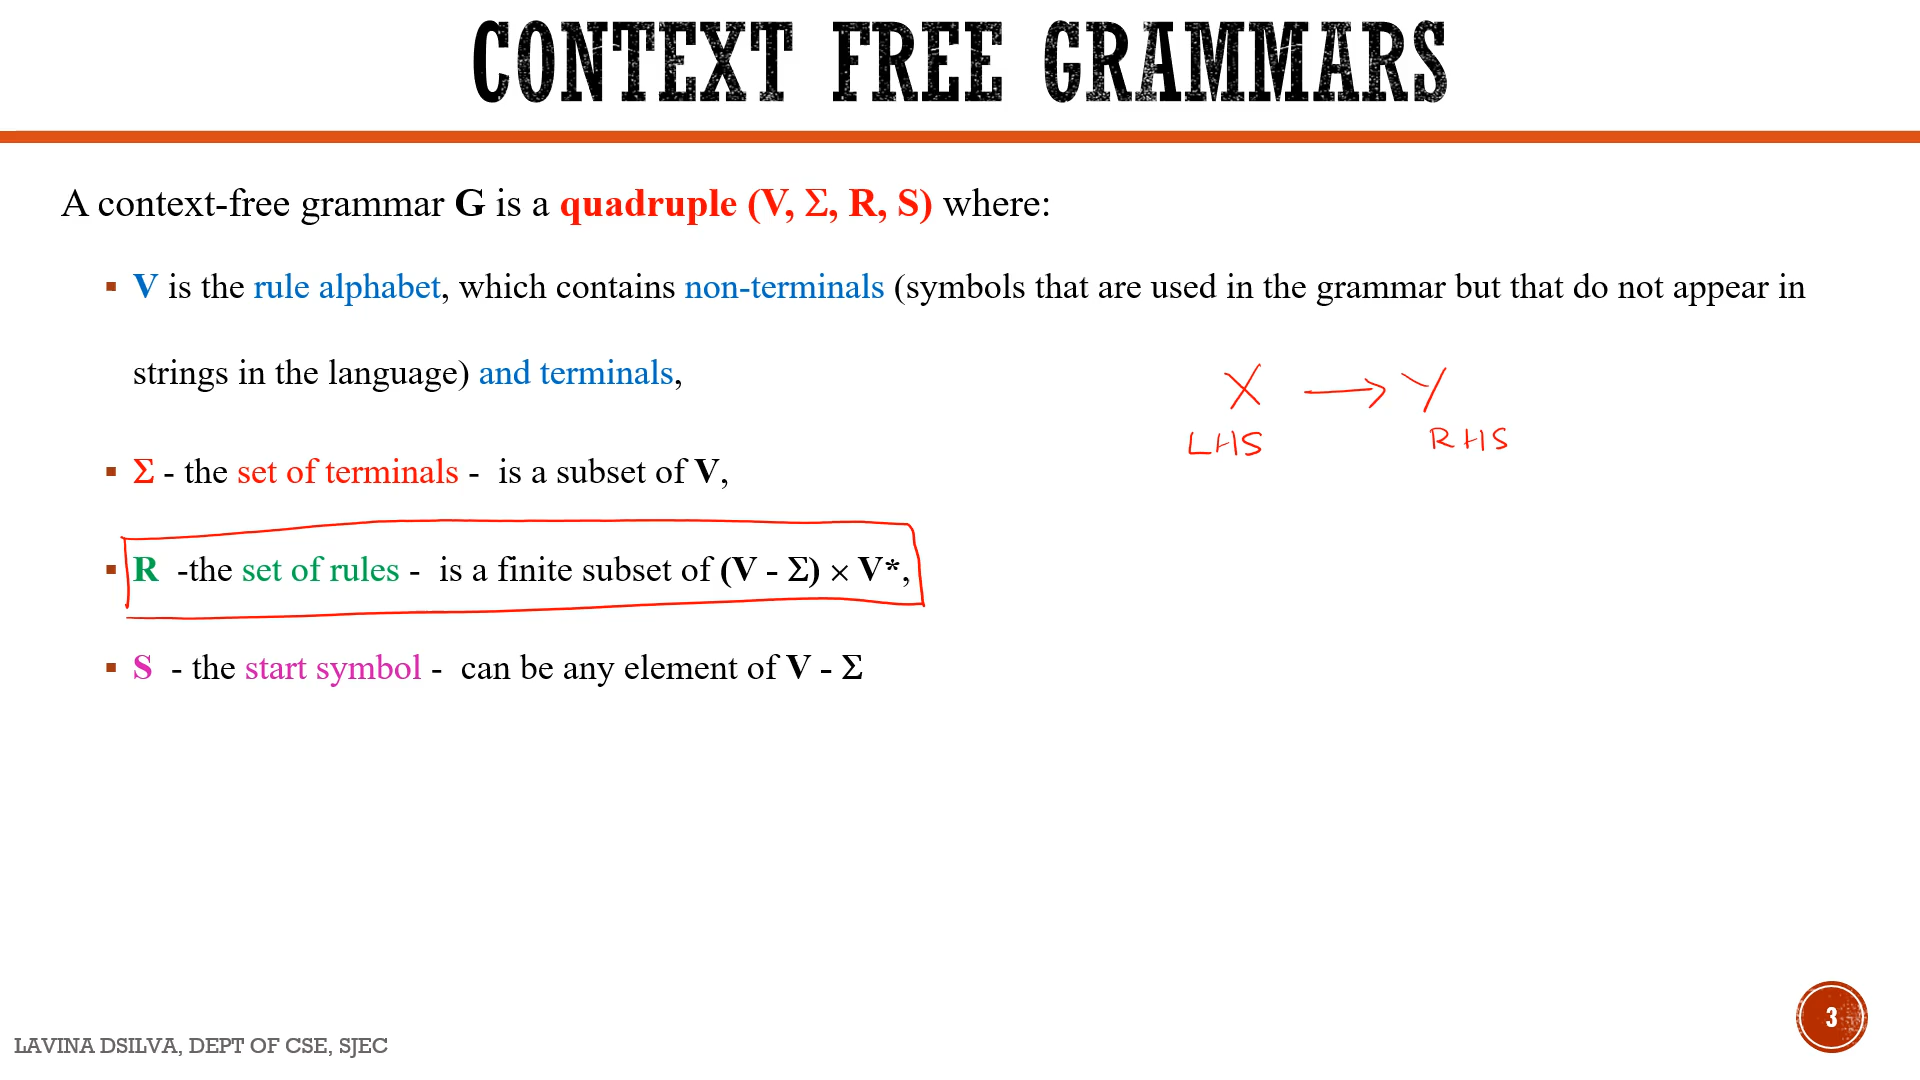 CONTEXT FREE GRAMMARS
A context-free grammar G is a quadruple (V, Σ, R, S) where:
▪ V is the rule alphabet, which contains non-terminals (symbols that are used in the grammar but that do not appear in
strings in the language) and terminals,
X → Y
LHS RHS
▪ Σ - the set of terminals - is a subset of V,
▪ R -the set of rules - is a finite subset of (V - Σ) × V*,
▪ S - the start symbol - can be any element of V - Σ
3
LAVINA DSILVA, DEPT OF CSE, SJEC